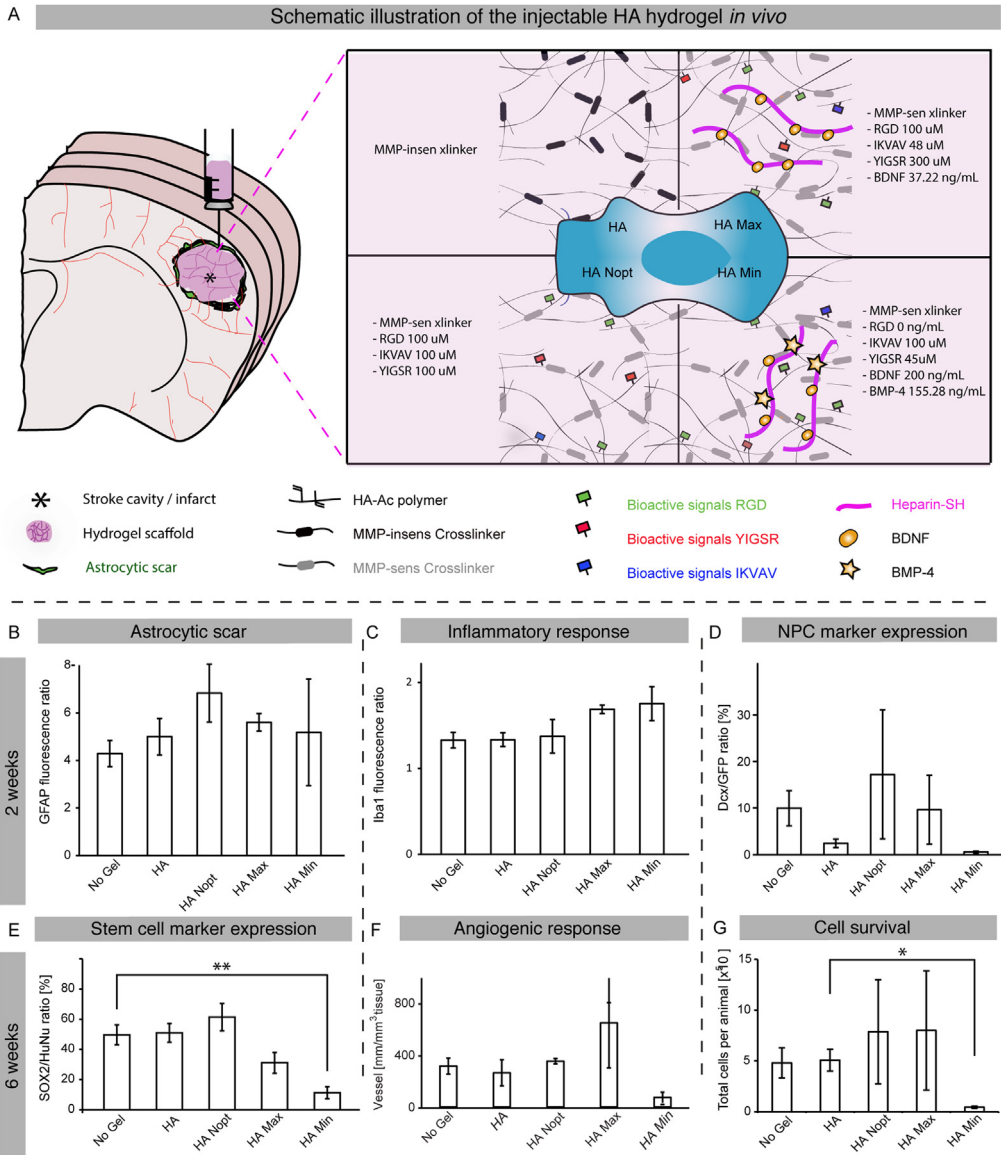 A
Schematic illustration of the injectable HA hydrogel in vivo
MMP-insen xlinker
- MMP-sen xlinker
- RGD 100 uM
- IKVAV 48 uM
- YIGSR 300 uM
- BDNF 37.22 ng/mL
HA
HA Max
HA Nopt
HA Min
- MMP-sen xlinker
- RGD 100 uM
- IKVAV 100 uM
- YIGSR 100 uM
- MMP-sen xlinker
- RGD 0 ng/mL
- IKVAV 100 uM
- YIGSR 45uM
- BDNF 200 ng/mL
- BMP-4 155.28 ng/mL
*
* Stroke cavity / infarct
Hydrogel scaffold
Astrocytic scar
HA-Ac polymer
MMP-insens Crosslinker
MMP-sens Crosslinker
Bioactive signals RGD
Bioactive signals YIGSR
Bioactive signals IKVAV
Heparin-SH
BDNF
BMP-4
2 weeks
B
Astrocytic scar
GFAP fluorescence ratio
8
6
4
2
0
No Gel
HA
HA Nopt
HA Max
HA Min
C
Inflammatory response
Iba1 fluorescence ratio
2
1
0
No Gel
HA
HA Nopt
HA Max
HA Min
D
NPC marker expression
Dcx/GFP ratio [%]
30
10
10
0
No Gel
HA
HA Nopt
HA Max
HA Min
6 weeks
E
Stem cell marker expression
SOX2/HuNu ratio [%]
100
80
60
40
20
0
**
No Gel
HA
HA Nopt
HA Max
HA Min
F
Angiogenic response
Vessel [mm/mm³ tissue]
800
400
0
No Gel
HA
HA Nopt
HA Max
HA Min
G
Cell survival
Total cells per animal [x10⁵]
15
10
5
0
*
No Gel
HA
HA Nopt
HA Max
HA Min